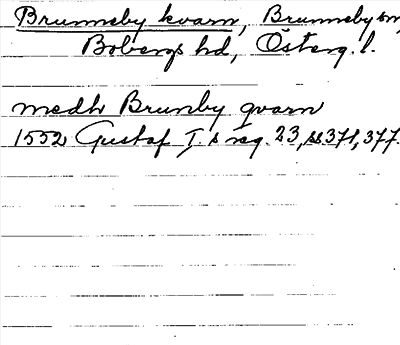 Brunneby kvarn, Brunneby sn,
Bobergs hd, Österg. l.
medh Brunby qvarn
1552 Gustaf I:s reg. 23, ss 371, 377.